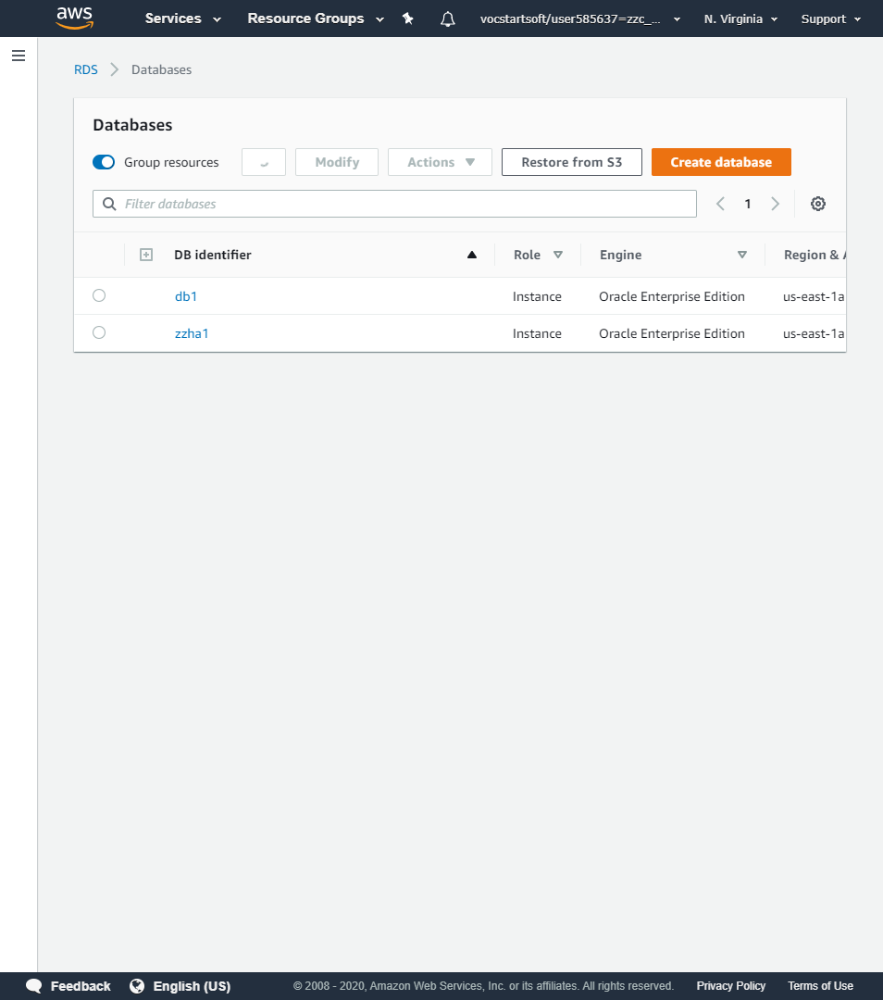 aws Services Resource Groups vocstartsoft/user585637=zzc_... N. Virginia Support
RDS Databases
Databases
Group resources Modify Actions Restore from S3 Create database
Filter databases 1
DB identifier Role Engine Region & A
db1 Instance Oracle Enterprise Edition us-east-1a
zzha1 Instance Oracle Enterprise Edition us-east-1a
Feedback English (US) © 2008 - 2020, Amazon Web Services, Inc. or its affiliates. All rights reserved. Privacy Policy Terms of Use